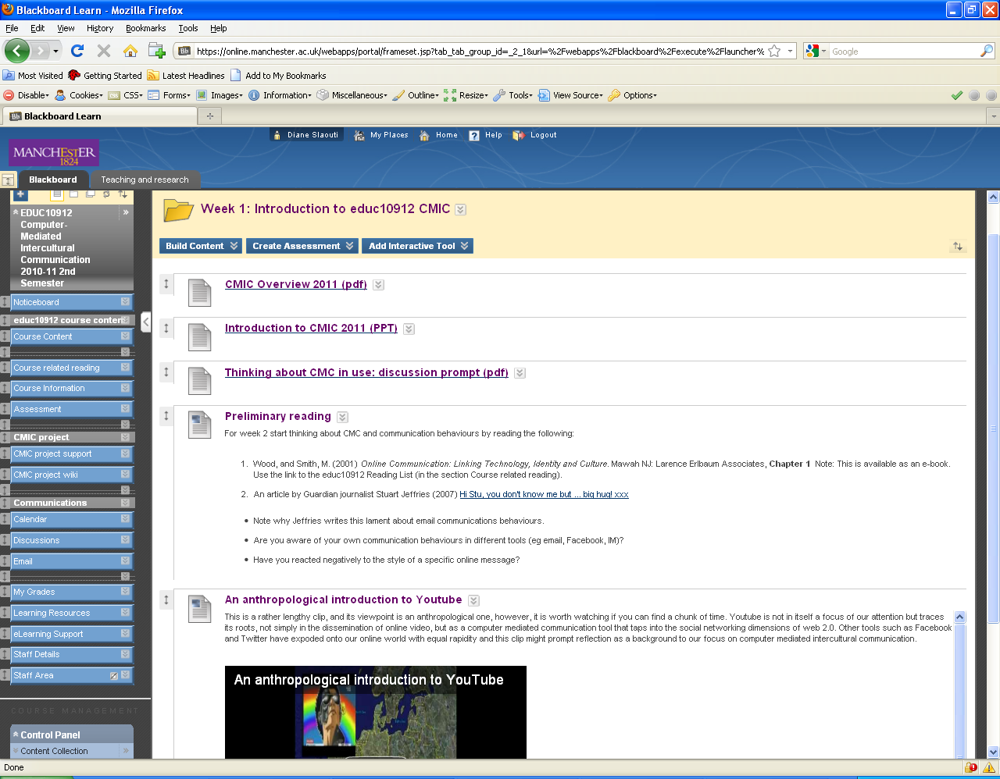 Blackboard Learn - Mozilla Firefox
File Edit View History Bookmarks Tools Help
https://online.manchester.ac.uk/webapps/portal/frameset.jsp?tab_tab_group_id=_2_1&url=%2Fwebapps%2Fblackboard%2Fexecute%2Flauncher%
Google
Most Visited Getting Started Latest Headlines Add to My Bookmarks
Disable Cookies CSS Forms Images Information Miscellaneous Outline Resize Tools View Source Options
Bb Blackboard Learn
Diane Slaouti My Places Home Help Logout
MANCHESTER
1824
Blackboard Teaching and research
EDUC10912
Computer-
Mediated
Intercultural
Communication
2010-11 2nd
Semester
Noticeboard
educ10912 course conten
Course Content
Course related reading
Course Information
Assessment
CMIC project
CMIC project support
CMIC project wiki
Communications
Calendar
Discussions
Email
My Grades
Learning Resources
eLearning Support
Staff Details
Staff Area
COURSE MANAGEMENT
Control Panel
Content Collection
Week 1: Introduction to educ10912 CMIC
Build Content Create Assessment Add Interactive Tool
CMIC Overview 2011 (pdf)
Introduction to CMIC 2011 (PPT)
Thinking about CMC in use: discussion prompt (pdf)
Preliminary reading
For week 2 start thinking about CMC and communication behaviours by reading the following:
1. Wood, and Smith, M. (2001) Online Communication: Linking Technology, Identity and Culture. Mawah NJ: Larence Erlbaum Associates, Chapter 1 Note: This is available as an e-book.
Use the link to the educ10912 Reading List (in the section Course related reading).
2. An article by Guardian journalist Stuart Jeffries (2007) Hi Stu, you don't know me but ... big hug! xxx
• Note why Jeffries writes this lament about email communications behaviours.
• Are you aware of your own communication behaviours in different tools (eg email, Facebook, IM)?
• Have you reacted negatively to the style of a specific online message?
An anthropological introduction to Youtube
This is a rather lengthy clip, and its viewpoint is an anthropological one, however, it is worth watching if you can find a chunk of time. Youtube is not in itself a focus of our attention but traces
its roots, not simply in the dissemination of online video, but as a computer mediated communication tool that taps into the social networking dimensions of web 2.0. Other tools such as Facebook
and Twitter have expoded onto our online world with equal rapidity and this clip might prompt reflection as a background to our focus on computer mediated intercultural communication.
An anthropological introduction to YouTube
Done